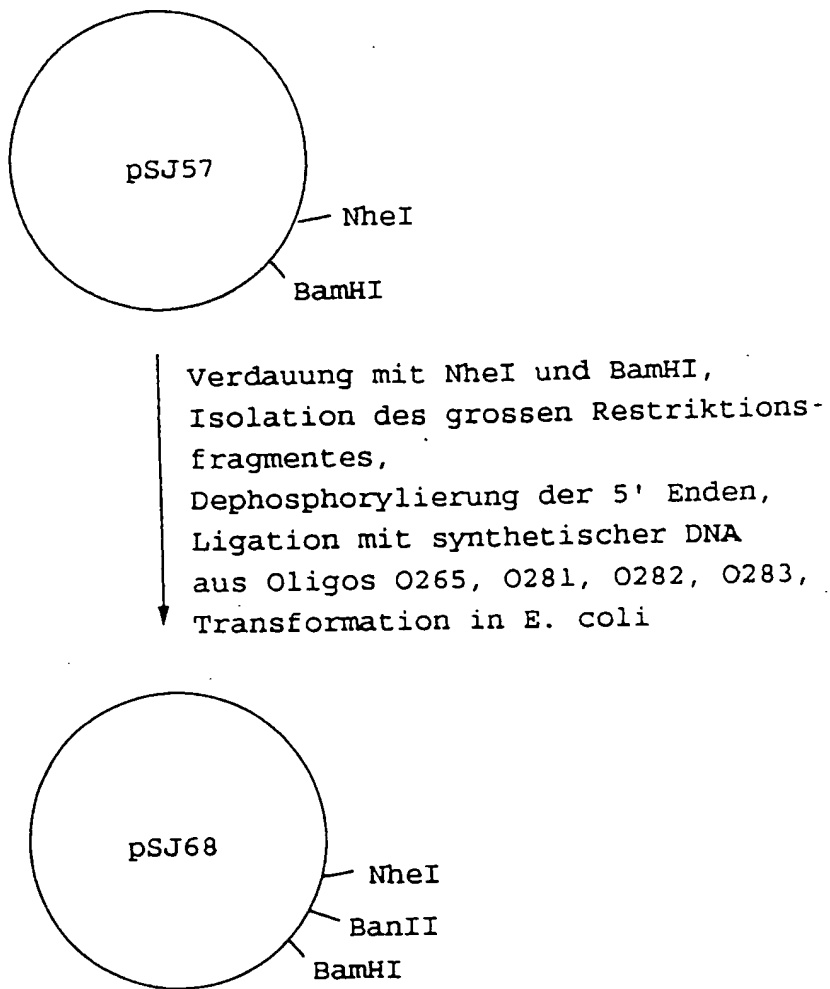 pSJ57
NheI
BamHI
Verdauung mit NheI und BamHI,
Isolation des grossen Restriktions-
fragmentes,
Dephosphorylierung der 5' Enden,
Ligation mit synthetischer DNA
aus Oligos O265, O281, O282, O283,
Transformation in E. coli
pSJ68
NheI
BanII
BamHI